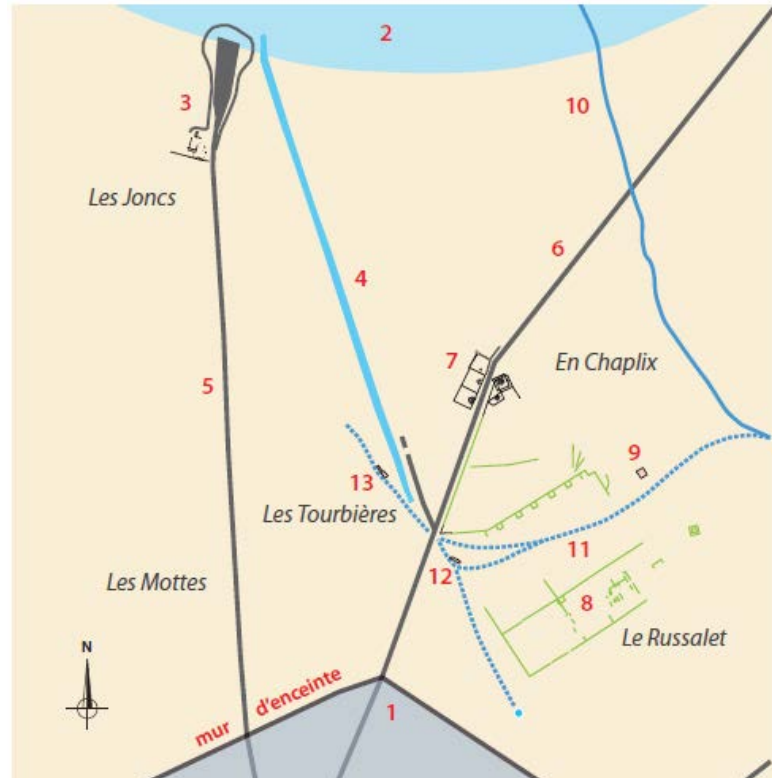 2
3
10
Les Joncs
6
4
7
En Chaplix
5
9
13
Les Tourbières
11
12
Les Mottes
8
Le Russalet
N
mur d'enceinte
1